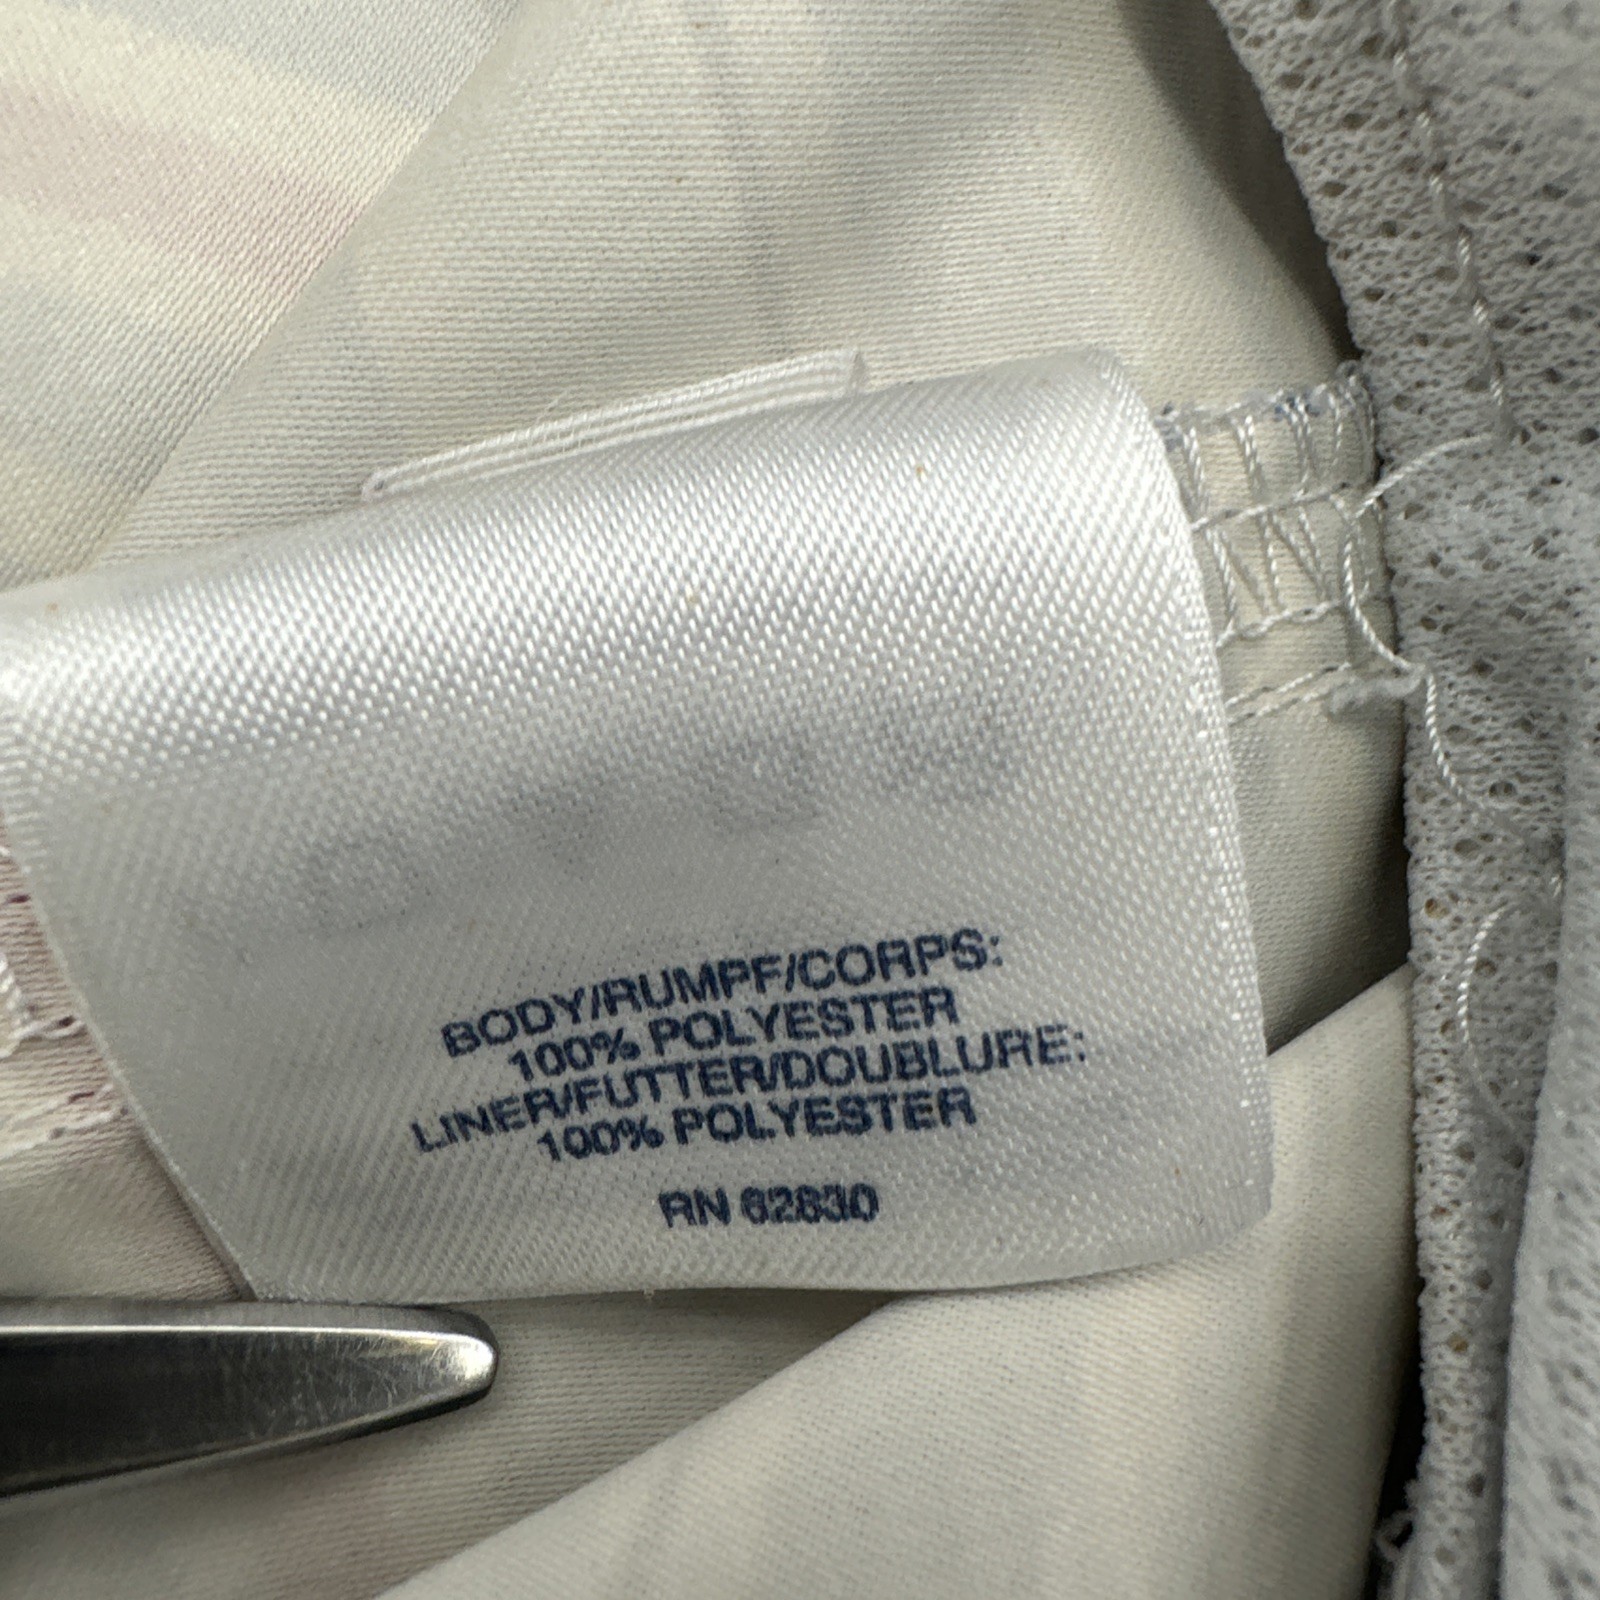 BODY/RUMPF/CORPS:
100% POLYESTER
LINER/FUTTER/DOUBLURE:
100% POLYESTER
RN 62830